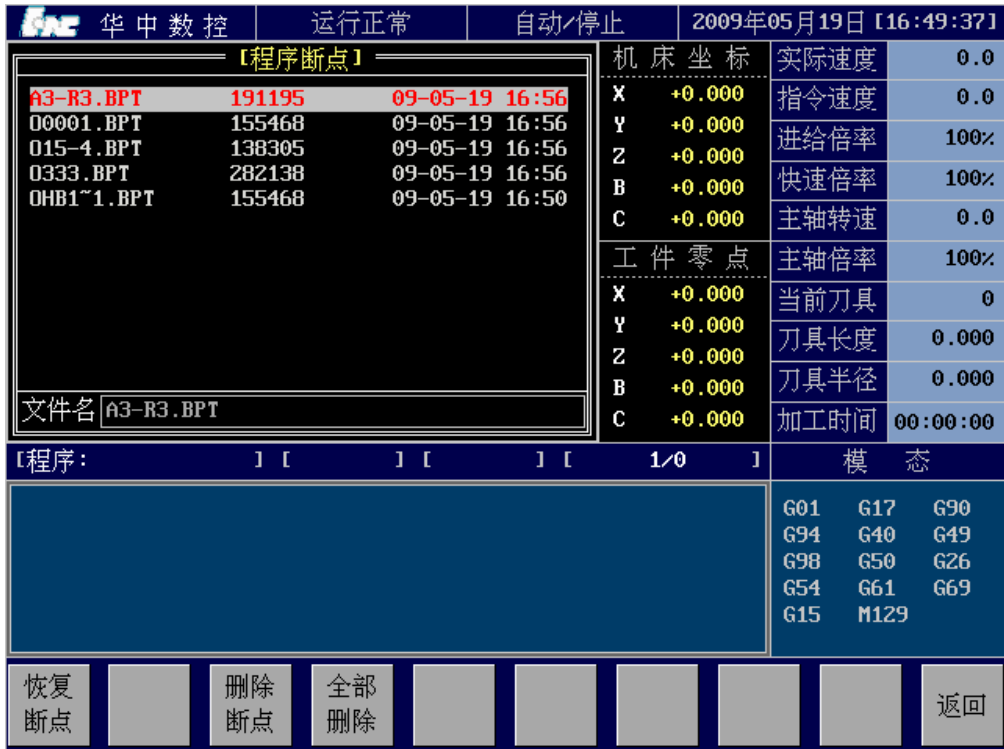 HNC 华中数控 运行正常 自动/停止 2009年05月19日 [16:49:37]
[程序断点]
A3-R3.BPT 191195 09-05-19 16:56
O0001.BPT 155468 09-05-19 16:56
O15-4.BPT 138305 09-05-19 16:56
O333.BPT 282138 09-05-19 16:56
OHB1~1.BPT 155468 09-05-19 16:50
文件名 A3-R3.BPT
机床坐标
X +0.000
Y +0.000
Z +0.000
B +0.000
C +0.000
工件零点
X +0.000
Y +0.000
Z +0.000
B +0.000
C +0.000
实际速度 0.0
指令速度 0.0
进给倍率 100%
快速倍率 100%
主轴转速 0.0
主轴倍率 100%
当前刀具 0
刀具长度 0.000
刀具半径 0.000
加工时间 00:00:00
[程序: ] [ ] [ ] [ 1/0 ]
模态
G01 G17 G90
G94 G40 G49
G98 G50 G26
G54 G61 G69
G15 M129
恢复断点
删除断点
全部删除
返回